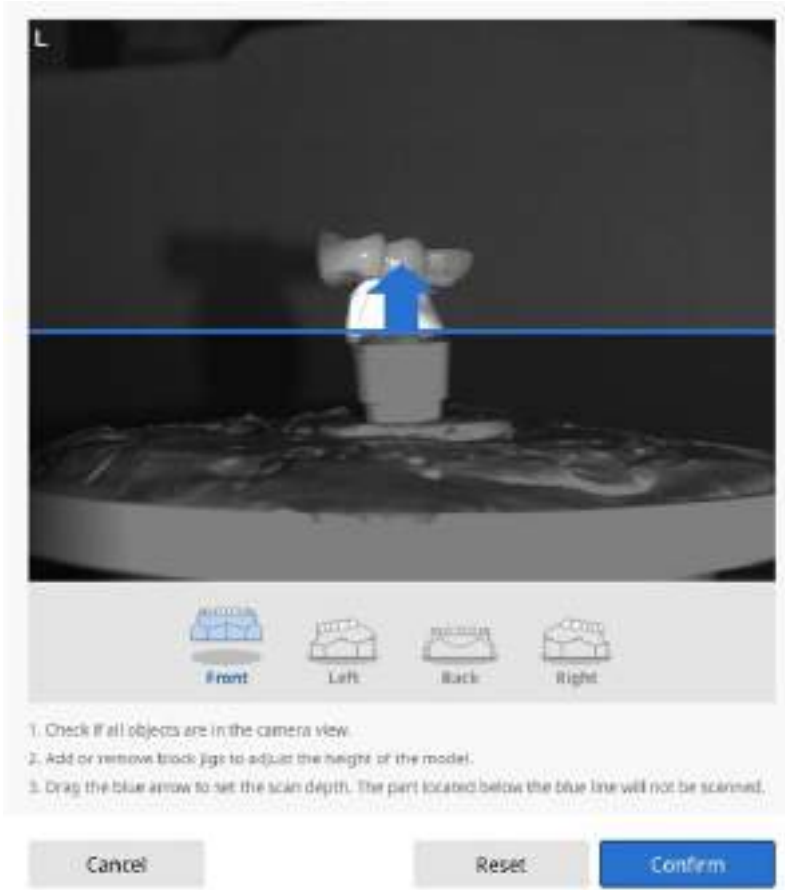 L
Front
Left
Back
Right
1. Check if all objects are in the camera view.
2. Add or remove block jigs to adjust the height of the model.
3. Drag the blue arrow to set the scan depth. The part located below the blue line will not be scanned.
Cancel
Reset
Confirm